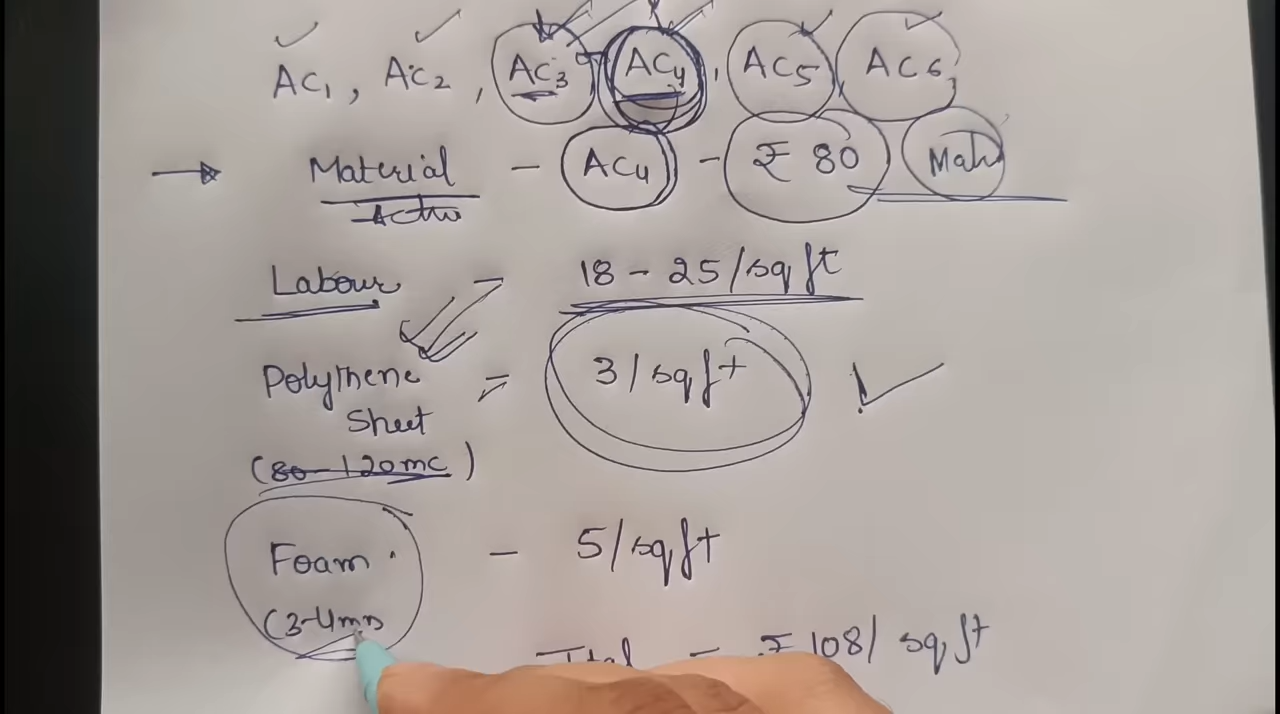 AC1, AC2, AC3, AC4, AC5, AC6,
Material - AC4 - ₹ 80
Labour - 18 - 25/sq ft
Polythene = 3/sq ft
Sheet
(80-120mc)
Foam - 5/sq ft
(3-4mm
Total - ₹ 108/ sq ft